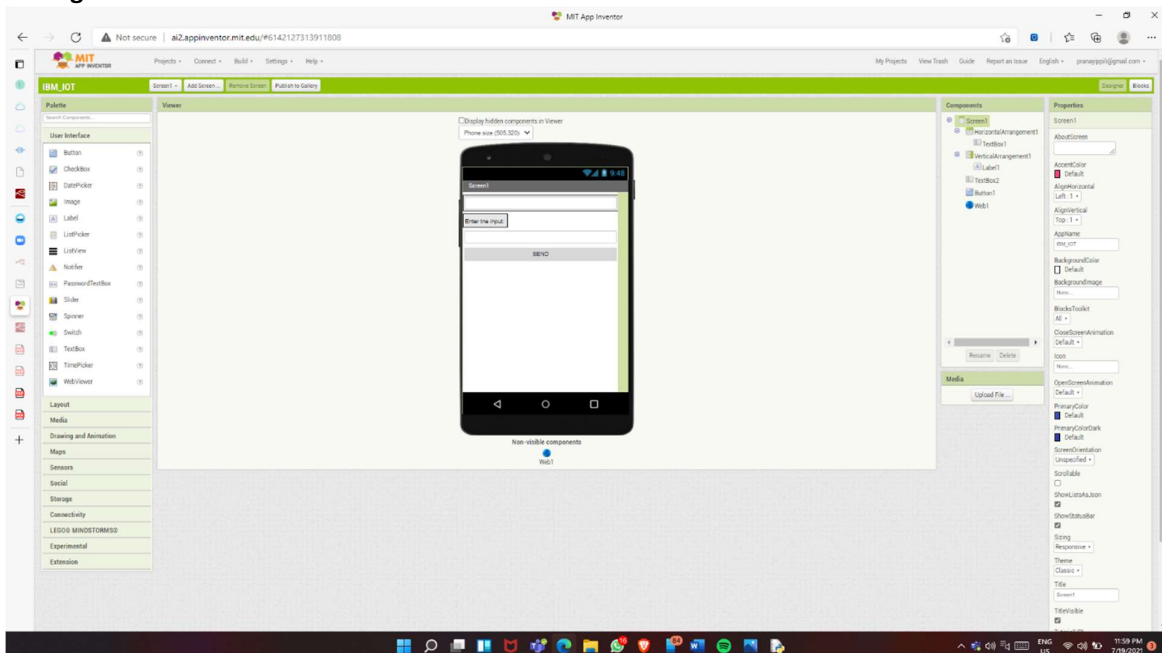 MIT App Inventor
Not secure | ai2.appinventor.mit.edu/#6142127313911808
MIT
APP INVENTOR
Projects Connect Build Settings Help
My Projects View Trash Guide Report an Issue English pranayppil@gmail.com
IBM_IOT
Screen1 Add Screen ... Remove Screen Publish to Gallery
Designer Blocks
Palette
Search Components...
User Interface
Button
CheckBox
DatePicker
Image
Label
ListPicker
ListView
Notifier
PasswordTextBox
Slider
Spinner
Switch
TextBox
TimePicker
WebViewer
Layout
Media
Drawing and Animation
Maps
Sensors
Social
Storage
Connectivity
LEGO® MINDSTORMS®
Experimental
Extension
Viewer
Display hidden components in Viewer
Phone size (505,320)
9:48
Screen1
Enter the input:
SEND
Non-visible components
Web1
Components
Screen1
HorizontalArrangement1
TextBox1
VerticalArrangement1
Label1
TextBox2
Button1
Web1
Rename Delete
Media
Upload File ...
Properties
Screen1
AboutScreen
AccentColor
Default
AlignHorizontal
Left : 1
AlignVertical
Top : 1
AppName
IBM_IOT
BackgroundColor
Default
BackgroundImage
None...
BlocksToolkit
All
CloseScreenAnimation
Default
Icon
None...
OpenScreenAnimation
Default
PrimaryColor
Default
PrimaryColorDark
Default
ScreenOrientation
Unspecified
Scrollable
ShowListsAsJson
ShowStatusBar
Sizing
Responsive
Theme
Classic
Title
Screen1
TitleVisible
ENG
US
11:59 PM
7/19/2021